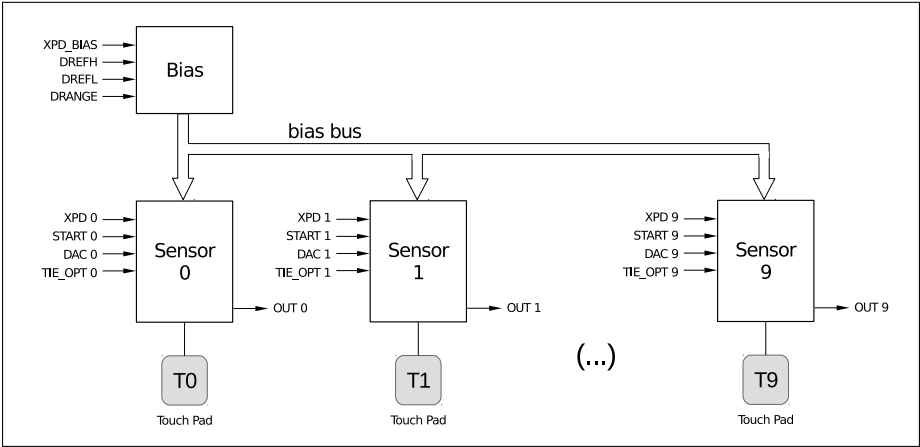 XPD_BIAS
DREFH
DREFL
DRANGE
Bias
bias bus
XPD 0
START 0
DAC 0
TIE_OPT 0
Sensor
0
OUT 0
XPD 1
START 1
DAC 1
TIE_OPT 1
Sensor
1
OUT 1
XPD 9
START 9
DAC 9
TIE_OPT 9
Sensor
9
OUT 9
(...)
T0
T1
T9
Touch Pad
Touch Pad
Touch Pad